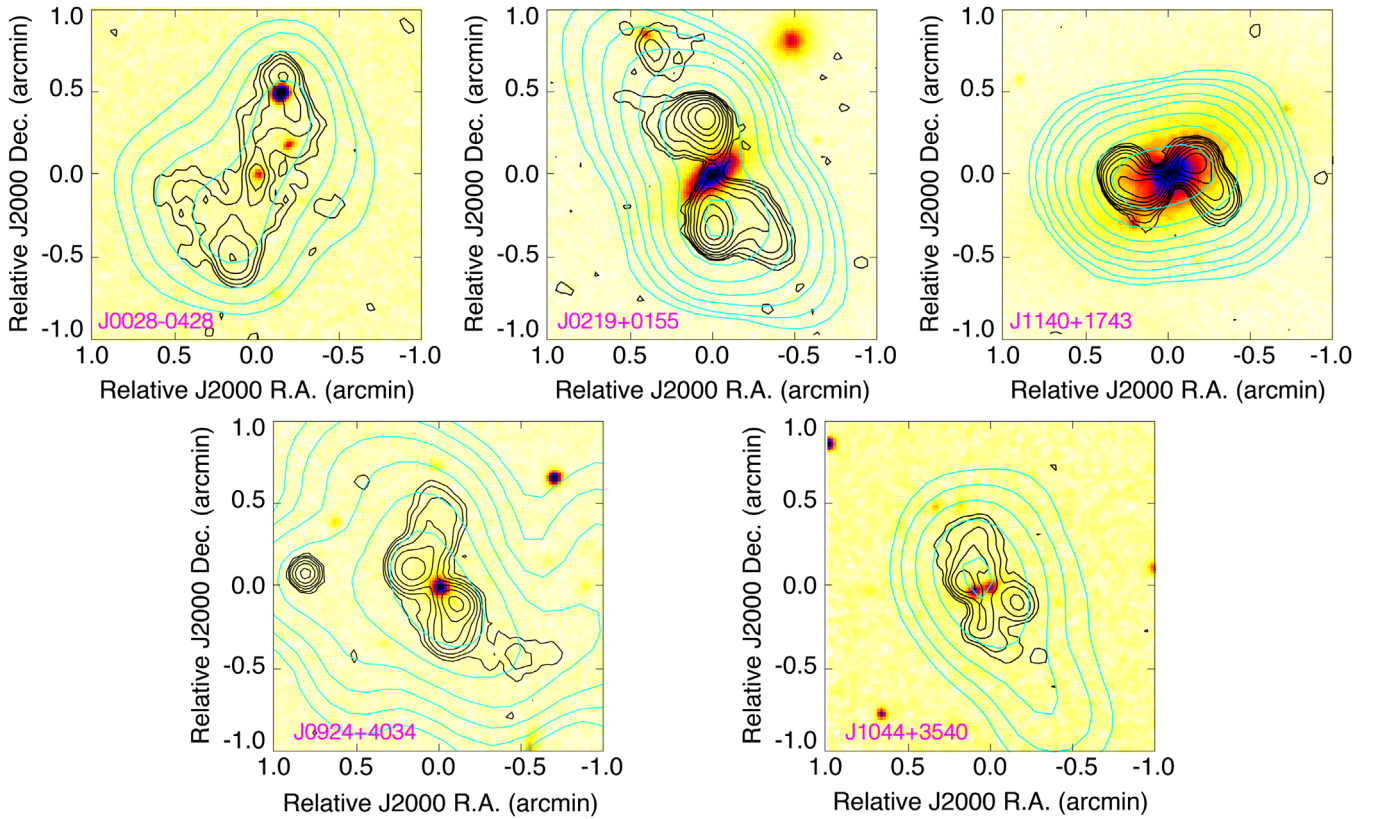 1.0
0.5
0.0
-0.5
-1.0
Relative J2000 Dec. (arcmin)
J0028-0428
1.0 0.5 0.0 -0.5 -1.0
Relative J2000 R.A. (arcmin)
1.0
0.5
0.0
-0.5
-1.0
Relative J2000 Dec. (arcmin)
J0219+0155
1.0 0.5 0.0 -0.5 -1.0
Relative J2000 R.A. (arcmin)
1.0
0.5
0.0
-0.5
-1.0
Relative J2000 Dec. (arcmin)
J1140+1743
1.0 0.5 0.0 -0.5 -1.0
Relative J2000 R.A. (arcmin)
1.0
0.5
0.0
-0.5
-1.0
Relative J2000 Dec. (arcmin)
J0924+4034
1.0 0.5 0.0 -0.5 -1.0
Relative J2000 R.A. (arcmin)
1.0
0.5
0.0
-0.5
-1.0
Relative J2000 Dec. (arcmin)
J1044+3540
1.0 0.5 0.0 -0.5 -1.0
Relative J2000 R.A. (arcmin)